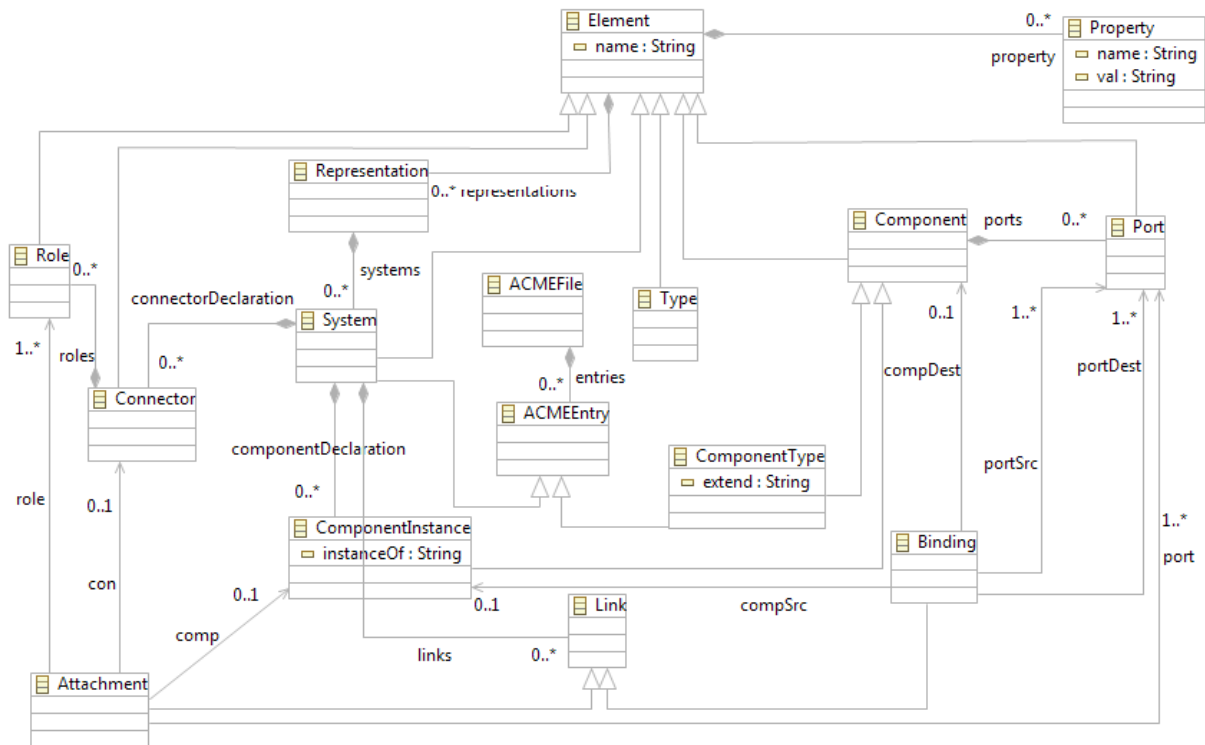 Element
name : String
0..*
property
Property
name : String
val : String
Representation
0..* representations
Component
ports
0..*
Port
Role
0..*
systems
ACMEFile
connectorDeclaration
0..*
Type
0..1
1..*
1..*
System
1..*
roles
0..*
compDest
portDest
0..*
entries
Connector
ACMEEntry
componentDeclaration
ComponentType
extend : String
portSrc
role
0..1
0..*
1..*
ComponentInstance
instanceOf : String
Binding
port
con
0..1
0..1
Link
compSrc
comp
links
0..*
Attachment